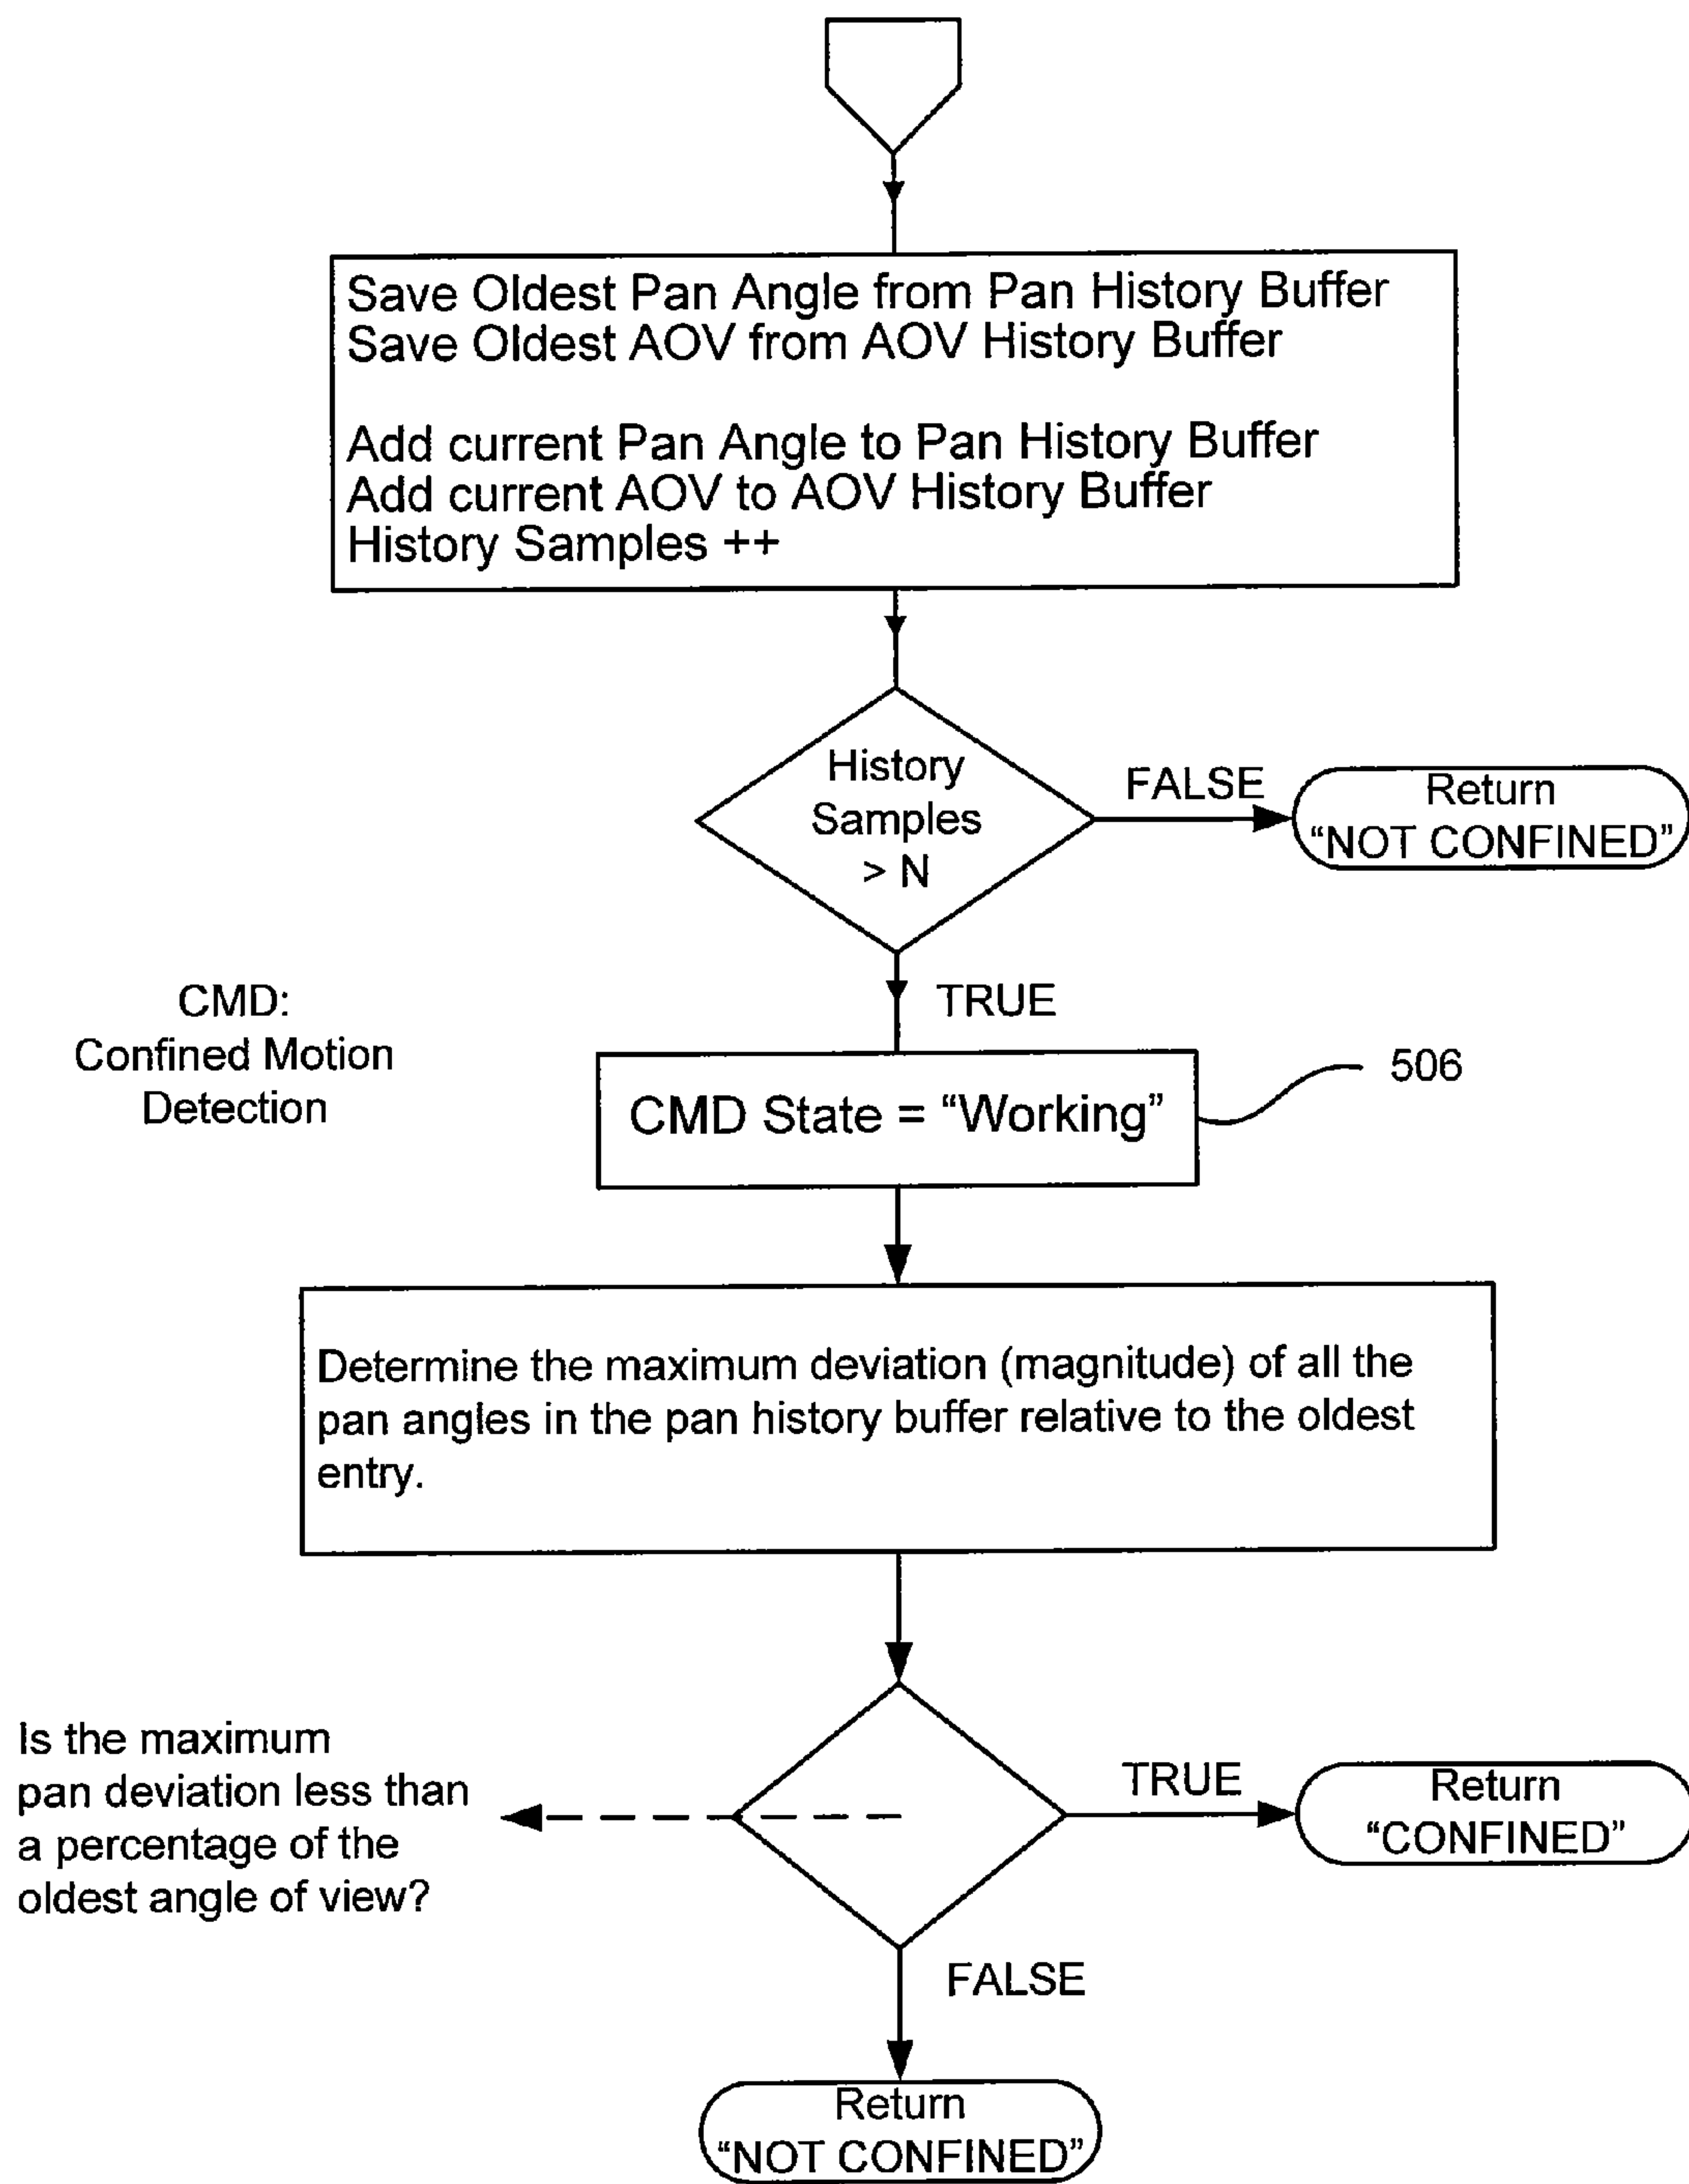 Save Oldest Pan Angle from Pan History Buffer
Save Oldest AOV from AOV History Buffer
Add current Pan Angle to Pan History Buffer
Add current AOV to AOV History Buffer
History Samples ++
History
Samples
> N
FALSE
Return
“NOT CONFINED”
TRUE
CMD:
Confined Motion
Detection
CMD State = “Working”
506
Determine the maximum deviation (magnitude) of all the
pan angles in the pan history buffer relative to the oldest
entry.
Is the maximum
pan deviation less than
a percentage of the
oldest angle of view?
TRUE
Return
“CONFINED”
FALSE
Return
“NOT CONFINED”